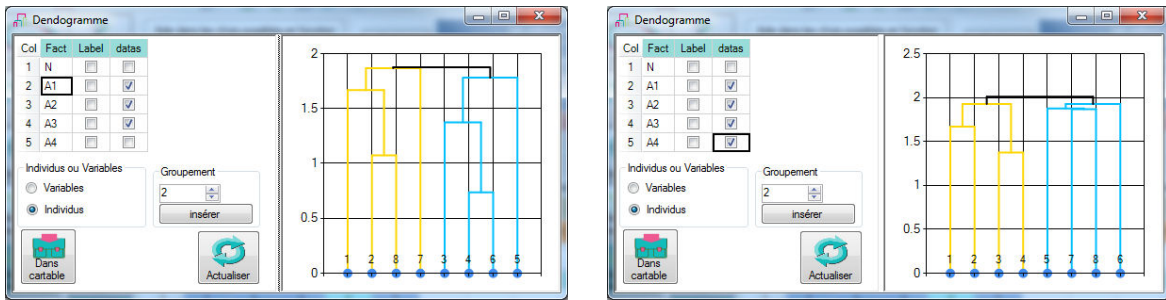 Dendogramme
Col Fact Label datas
1 N
2 A1
3 A2
4 A3
5 A4
Individus ou Variables
Variables
Individus
Groupement
2
insérer
Dans
cartable
Actualiser
2
1.5
1
0.5
0
1 2 8 7 3 4 6 5
Dendogramme
Col Fact Label datas
1 N
2 A1
3 A2
4 A3
5 A4
Individus ou Variables
Variables
Individus
Groupement
2
insérer
Dans
cartable
Actualiser
2.5
2
1.5
1
0.5
0
1 2 3 4 5 7 8 6